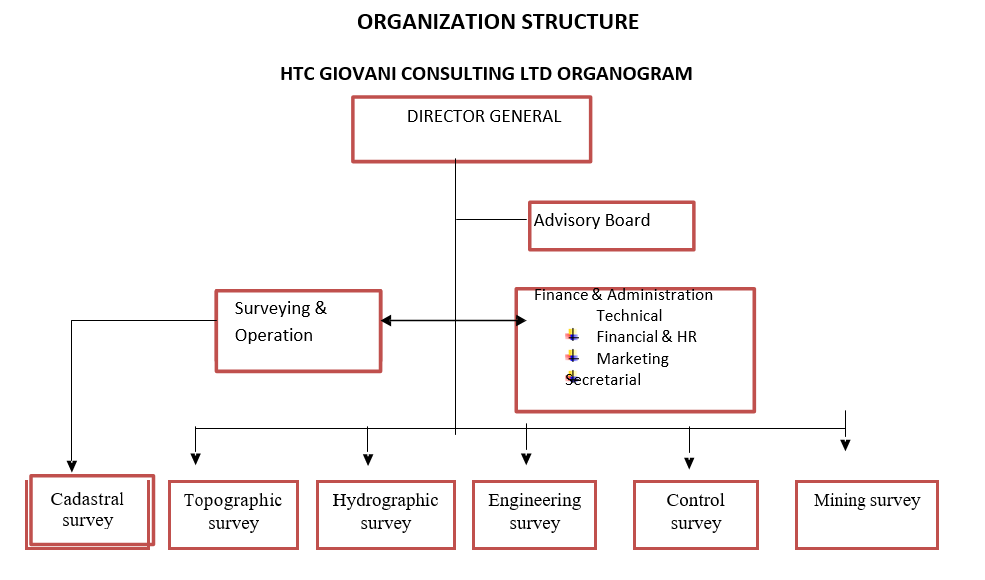 ORGANIZATION STRUCTURE
HTC GIOVANI CONSULTING LTD ORGANOGRAM
DIRECTOR GENERAL
Advisory Board
Surveying &
Operation
Finance & Administration
Technical
Financial & HR
Marketing
Secretarial
Cadastral
survey
Topographic
survey
Hydrographic
survey
Engineering
survey
Control
survey
Mining survey